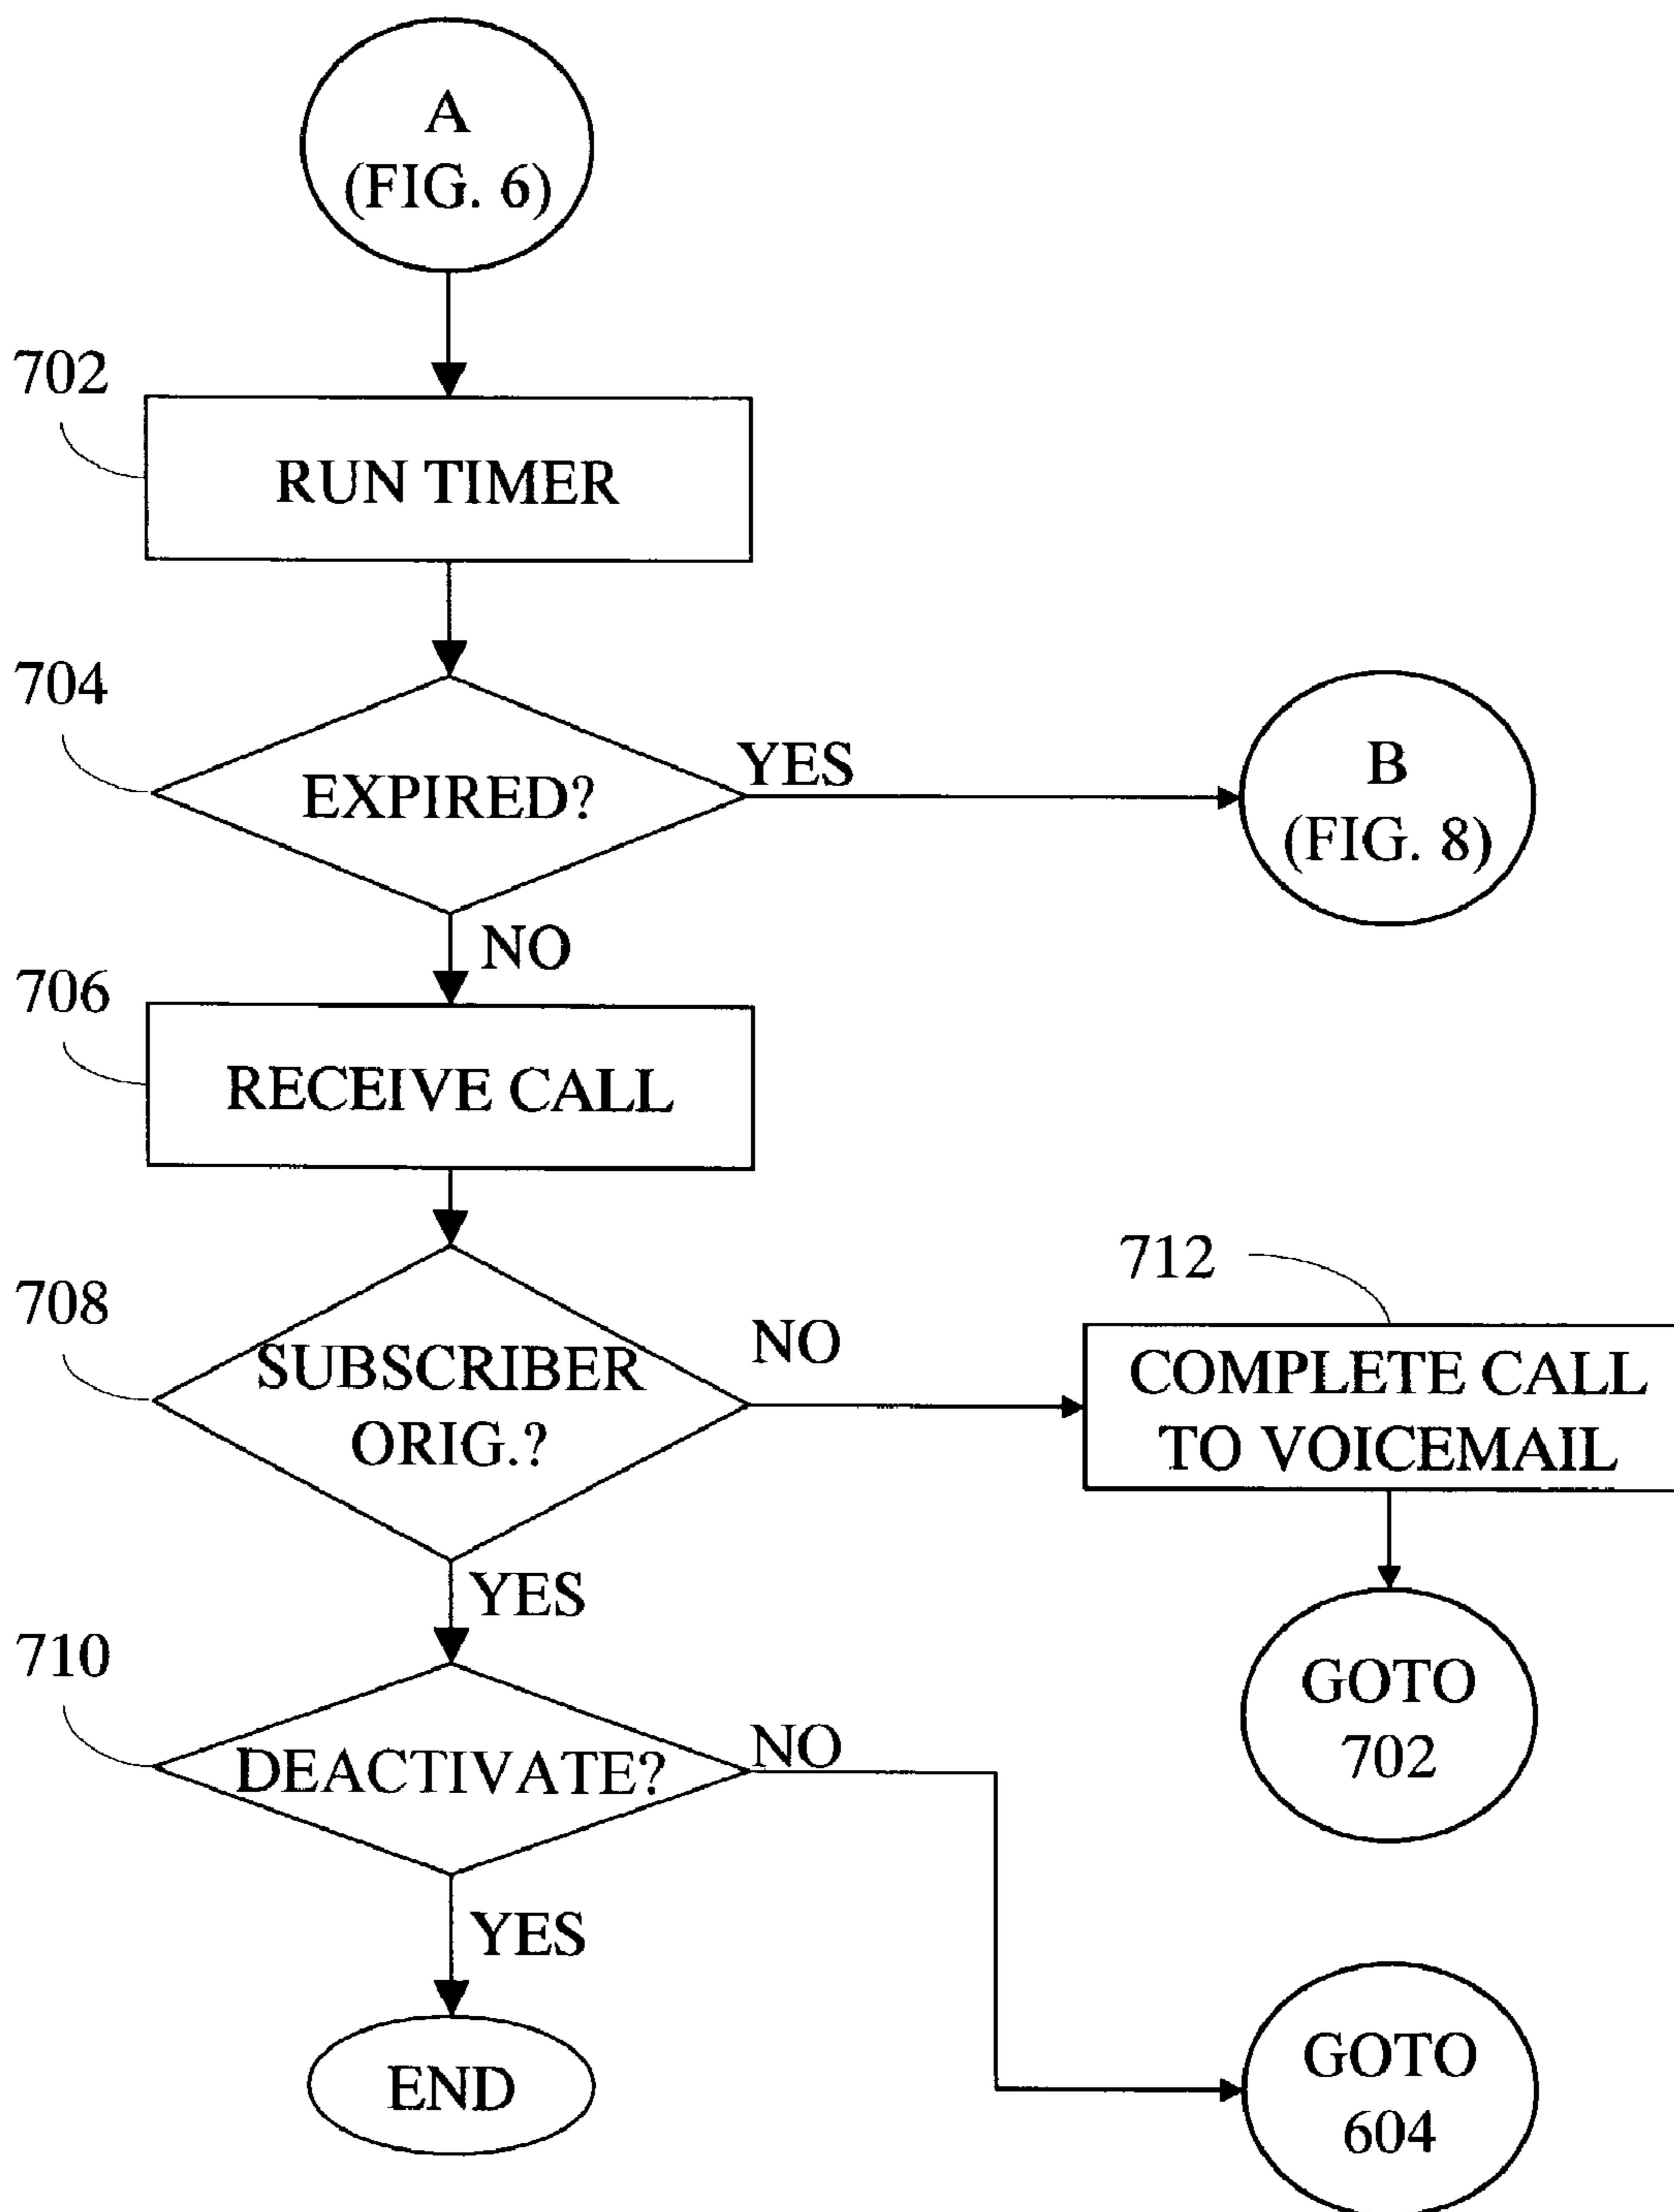 A
(FIG. 6)
702
RUN TIMER
704
EXPIRED?
YES
B
(FIG. 8)
NO
706
RECEIVE CALL
708
SUBSCRIBER
ORIG.?
NO
712
COMPLETE CALL
TO VOICEMAIL
YES
GOTO
702
710
DEACTIVATE?
NO
YES
END
GOTO
604